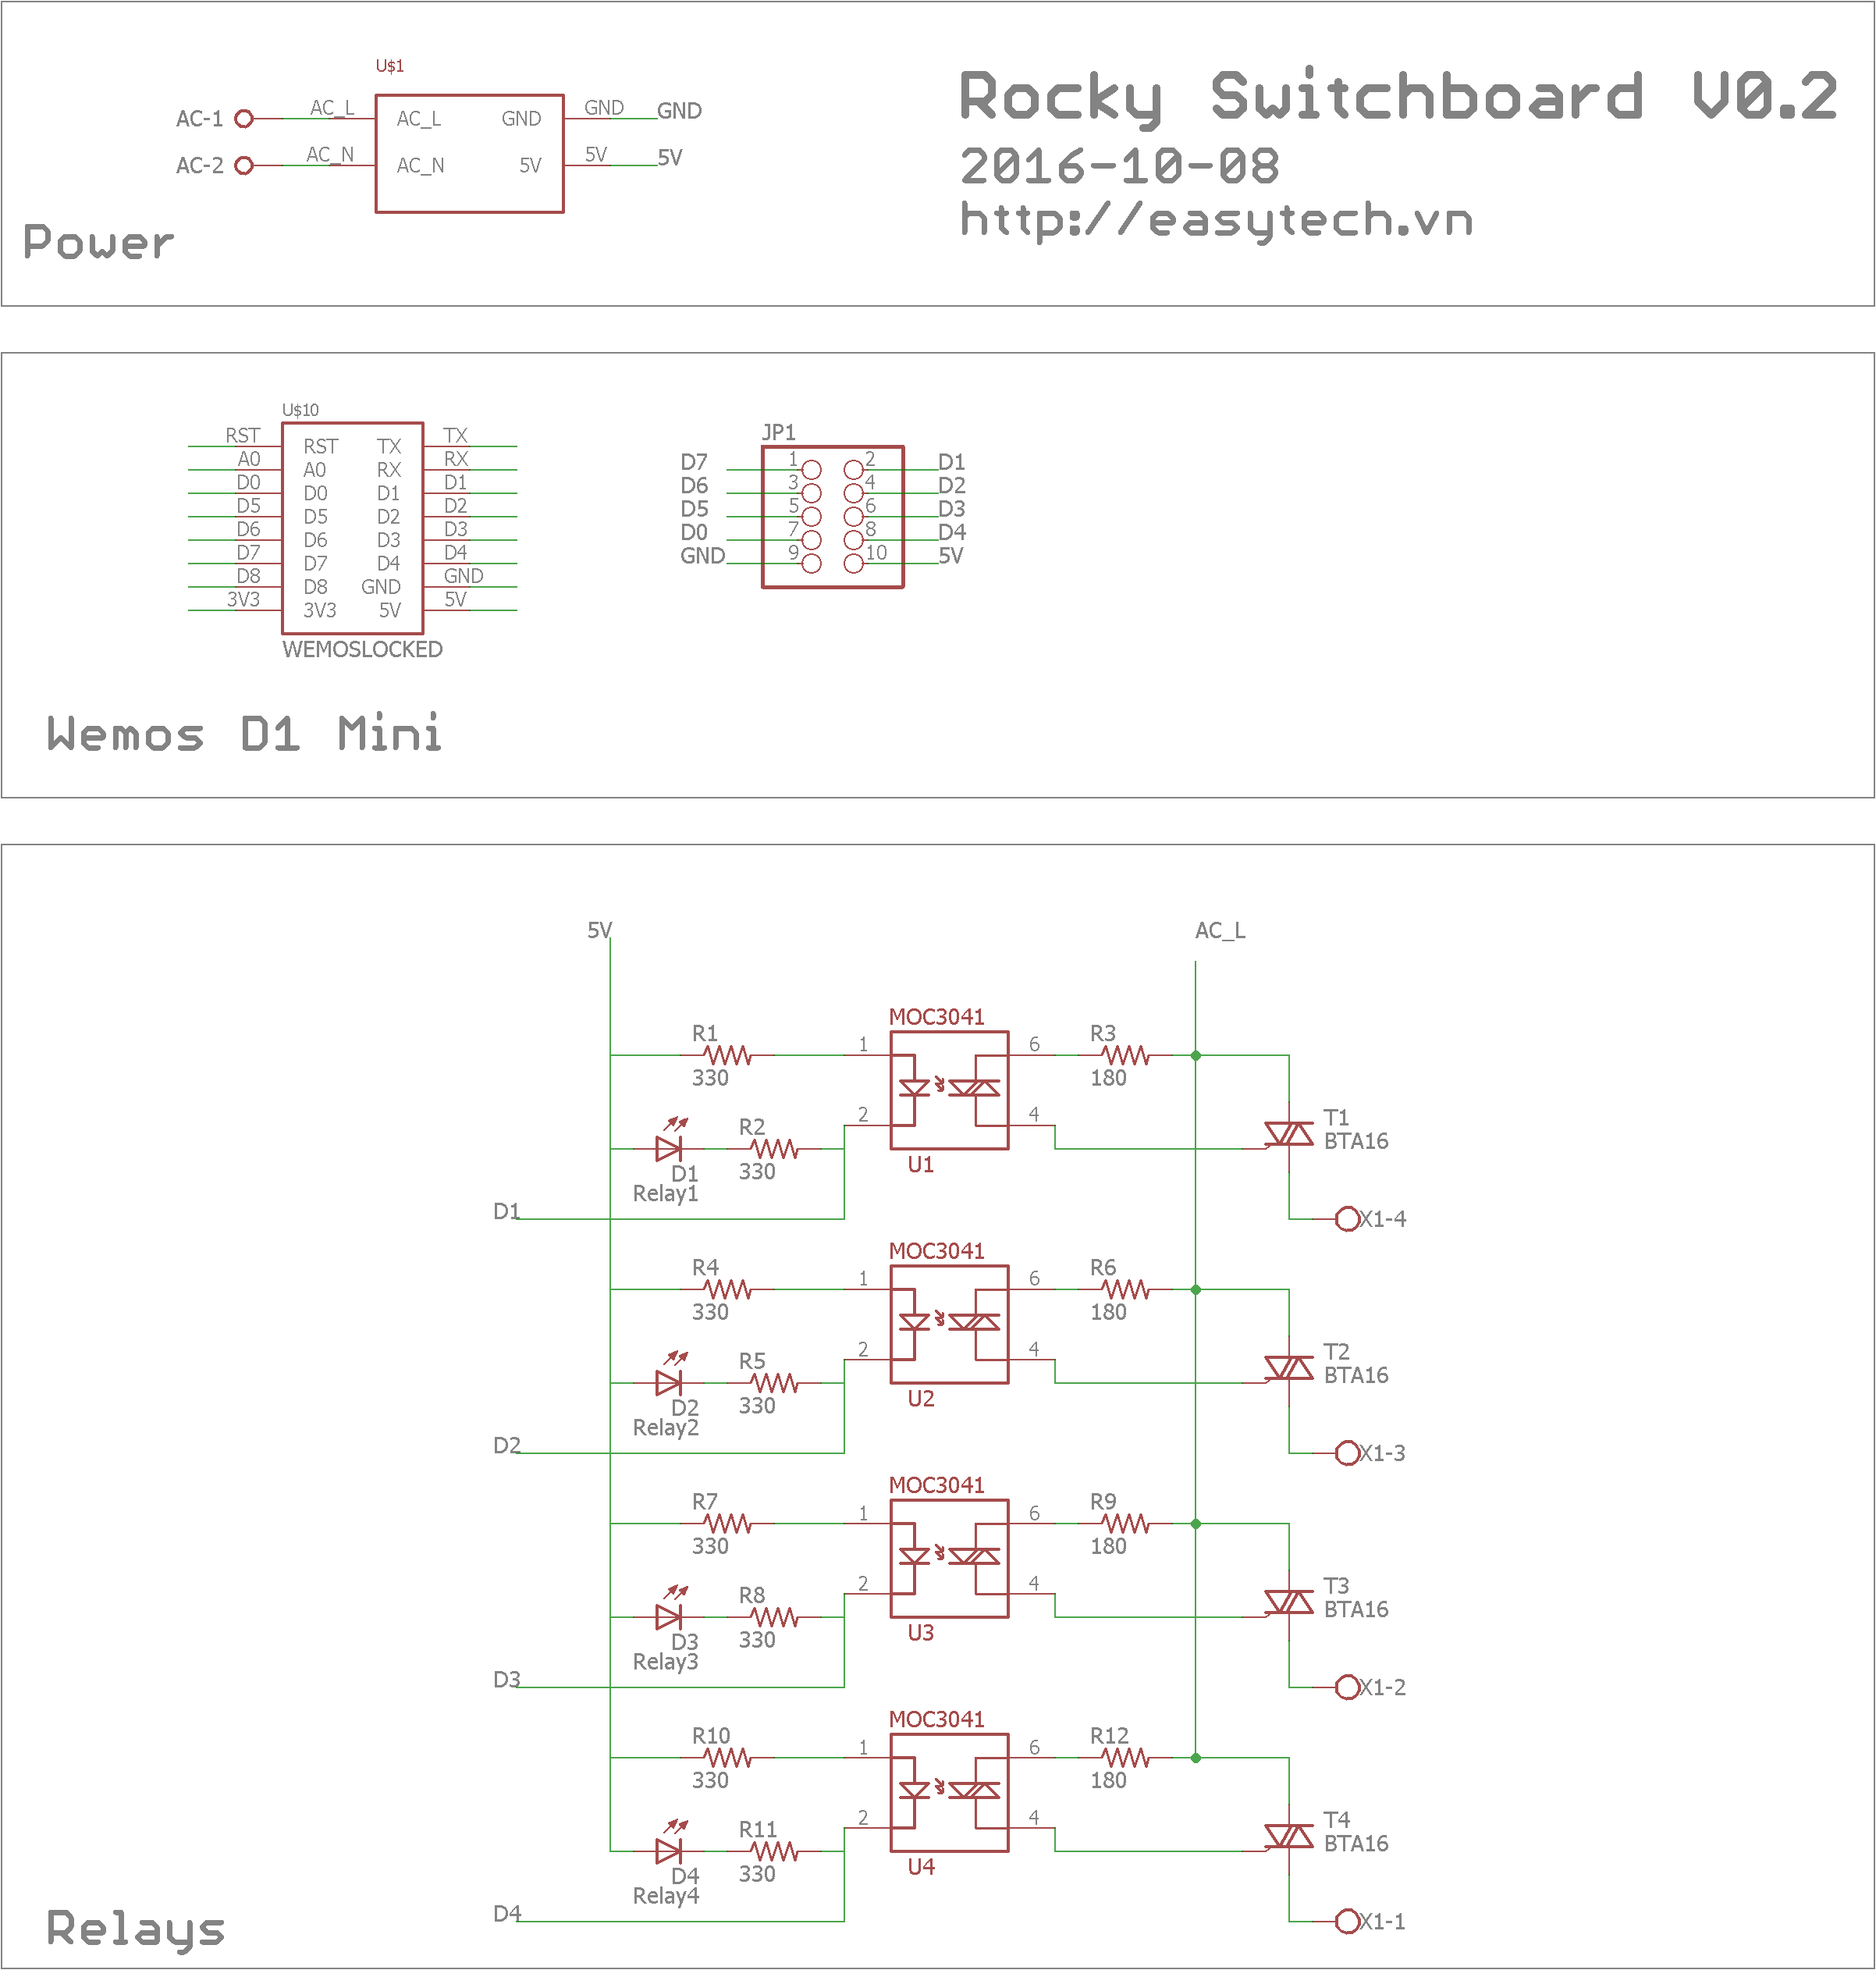 U$1
AC-1 AC_L AC_L GND GND GND
AC-2 AC_N AC_N 5V 5V 5V
Power
Rocky Switchboard V0.2
2016-10-08
http://easytech.vn
U$10
RST RST TX TX
A0 A0 RX RX
D0 D0 D1 D1
D5 D5 D2 D2
D6 D6 D3 D3
D7 D7 D4 D4
D8 D8 GND GND
3V3 3V3 5V 5V
WEMOSLOCKED
JP1
D7 1 2 D1
D6 3 4 D2
D5 5 6 D3
D0 7 8 D4
GND 9 10 5V
Wemos D1 Mini
5V AC_L
MOC3041
R1 1 6 R3
330 180
R2 2 4 T1
BTA16
D1 330 U1
Relay1
D1 X1-4
MOC3041
R4 1 6 R6
330 180
R5 2 4 T2
BTA16
D2 330 U2
Relay2
D2 X1-3
MOC3041
R7 1 6 R9
330 180
R8 2 4 T3
BTA16
D3 330 U3
Relay3
D3 X1-2
MOC3041
R10 1 6 R12
330 180
R11 2 4 T4
BTA16
D4 330 U4
Relay4
D4 X1-1
Relays